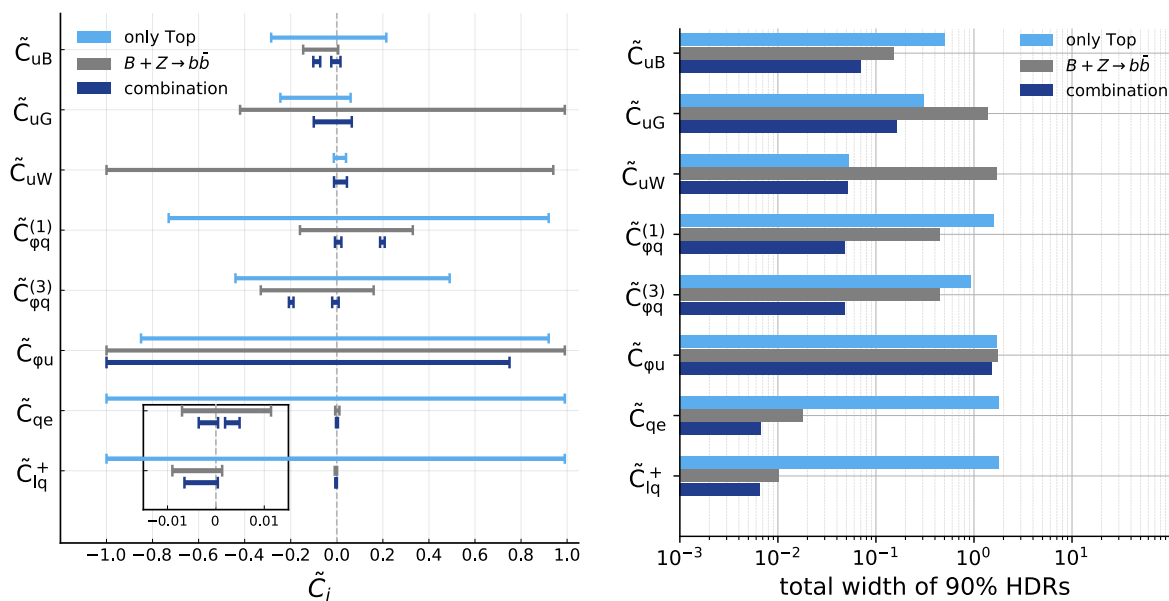 only Top
B + Z → bb̄
combination
C̃uB
C̃uG
C̃uW
C̃φq(1)
C̃φq(3)
C̃φu
C̃qe
C̃lq+
−0.01 0 0.01
−1.0 −0.8 −0.6 −0.4 −0.2 0.0 0.2 0.4 0.6 0.8 1.0
C̃i
only Top
B + Z → bb̄
combination
C̃uB
C̃uG
C̃uW
C̃φq(1)
C̃φq(3)
C̃φu
C̃qe
C̃lq+
10−3 10−2 10−1 100 101
total width of 90% HDRs